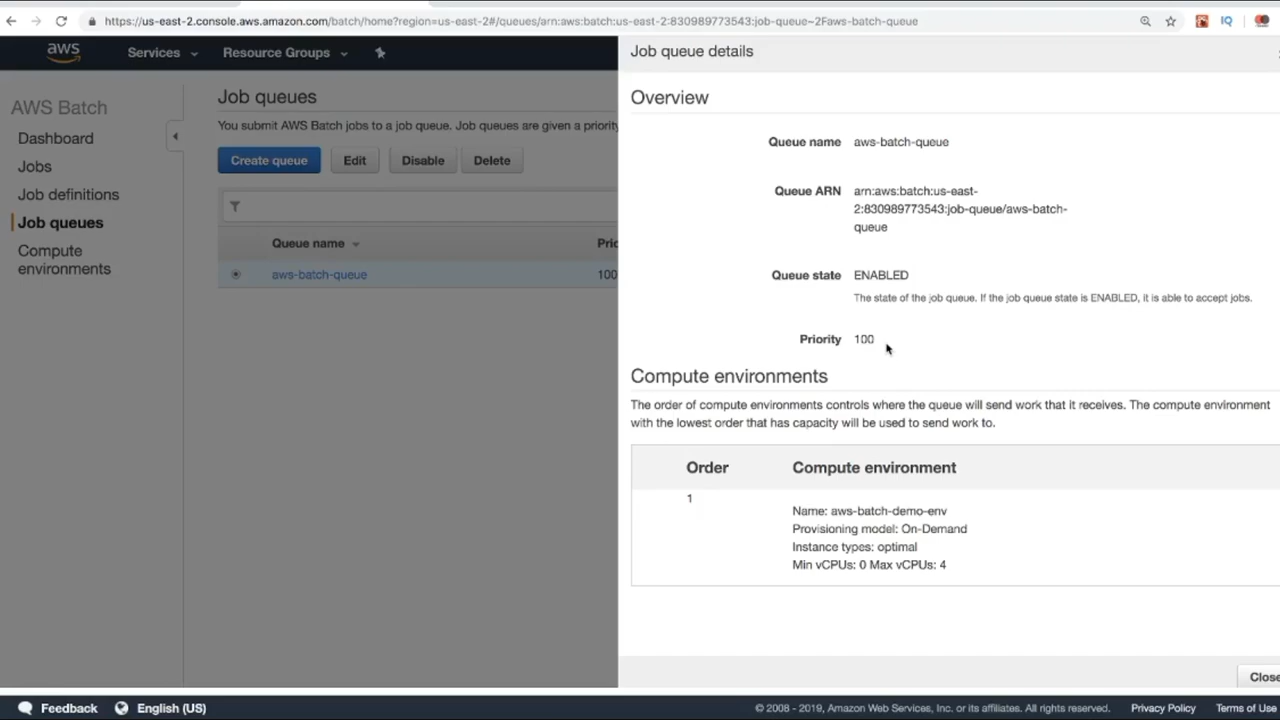 https://us-east-2.console.aws.amazon.com/batch/home?region=us-east-2#/queues/arn:aws:batch:us-east-2:830989773543:job-queue~2Faws-batch-queue
IQ
aws
Services
Resource Groups
AWS Batch
Dashboard
Jobs
Job definitions
Job queues
Compute
environments
Job queues
You submit AWS Batch jobs to a job queue. Job queues are given a priority
Create queue
Edit
Disable
Delete
Queue name
Prio
aws-batch-queue
100
Job queue details
Overview
Queue name aws-batch-queue
Queue ARN arn:aws:batch:us-east-
2:830989773543:job-queue/aws-batch-
queue
Queue state ENABLED
The state of the job queue. If the job queue state is ENABLED, it is able to accept jobs.
Priority 100
Compute environments
The order of compute environments controls where the queue will send work that it receives. The compute environment
with the lowest order that has capacity will be used to send work to.
Order Compute environment
1
Name: aws-batch-demo-env
Provisioning model: On-Demand
Instance types: optimal
Min vCPUs: 0 Max vCPUs: 4
Close
Feedback
English (US)
© 2008 - 2019, Amazon Web Services, Inc. or its affiliates. All rights reserved.
Privacy Policy
Terms of Use